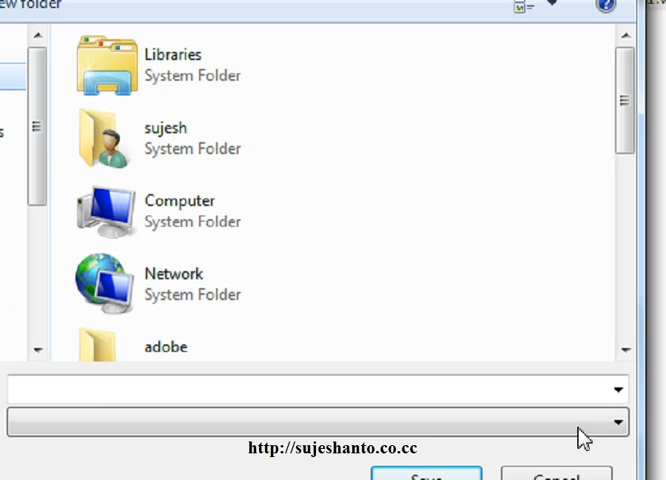 ew folder
Libraries
System Folder
sujesh
System Folder
s
Computer
System Folder
Network
System Folder
adobe
http://sujeshanto.co.cc
Save
Cancel